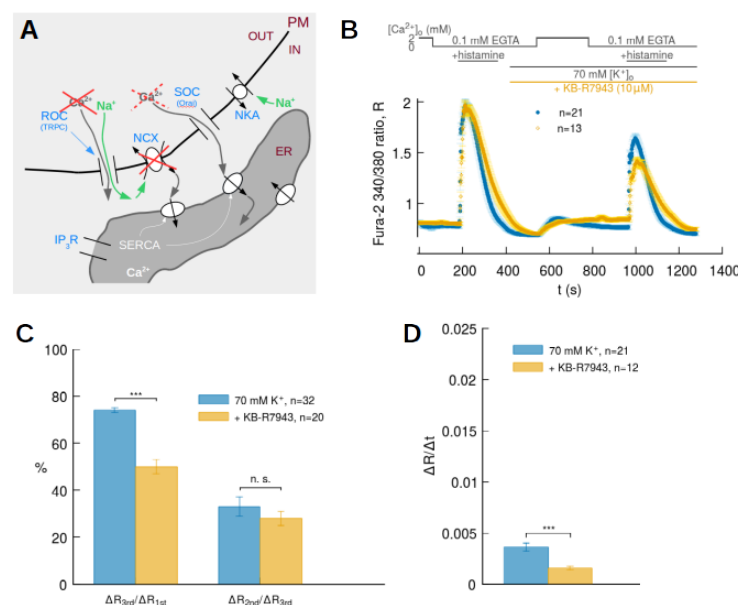 A
PM
OUT
IN
Ca²⁺
Na⁺
Ga²⁺
SOC
(Orai)
ROC
(TRPC)
NKA
Na⁺
NCX
ER
IP₃R
SERCA
Ca²⁺
B
[Ca²⁺]ₒ (mM)
2
0
0.1 mM EGTA
0.1 mM EGTA
+histamine
+histamine
70 mM [K⁺]ₒ
+ KB-R7943 (10 µM)
Fura-2 340/380 ratio, R
2
1.5
1
n=21
n=13
0
200
400
600
800
1000
1200
1400
t (s)
C
%
100
80
60
40
20
0
70 mM K⁺, n=32
+ KB-R7943, n=20
***
n. s.
ΔR3rd/ΔR1st
ΔR2nd/ΔR3rd
D
ΔR/Δt
0.025
0.02
0.015
0.01
0.005
0
70 mM K⁺, n=21
+ KB-R7943, n=12
***